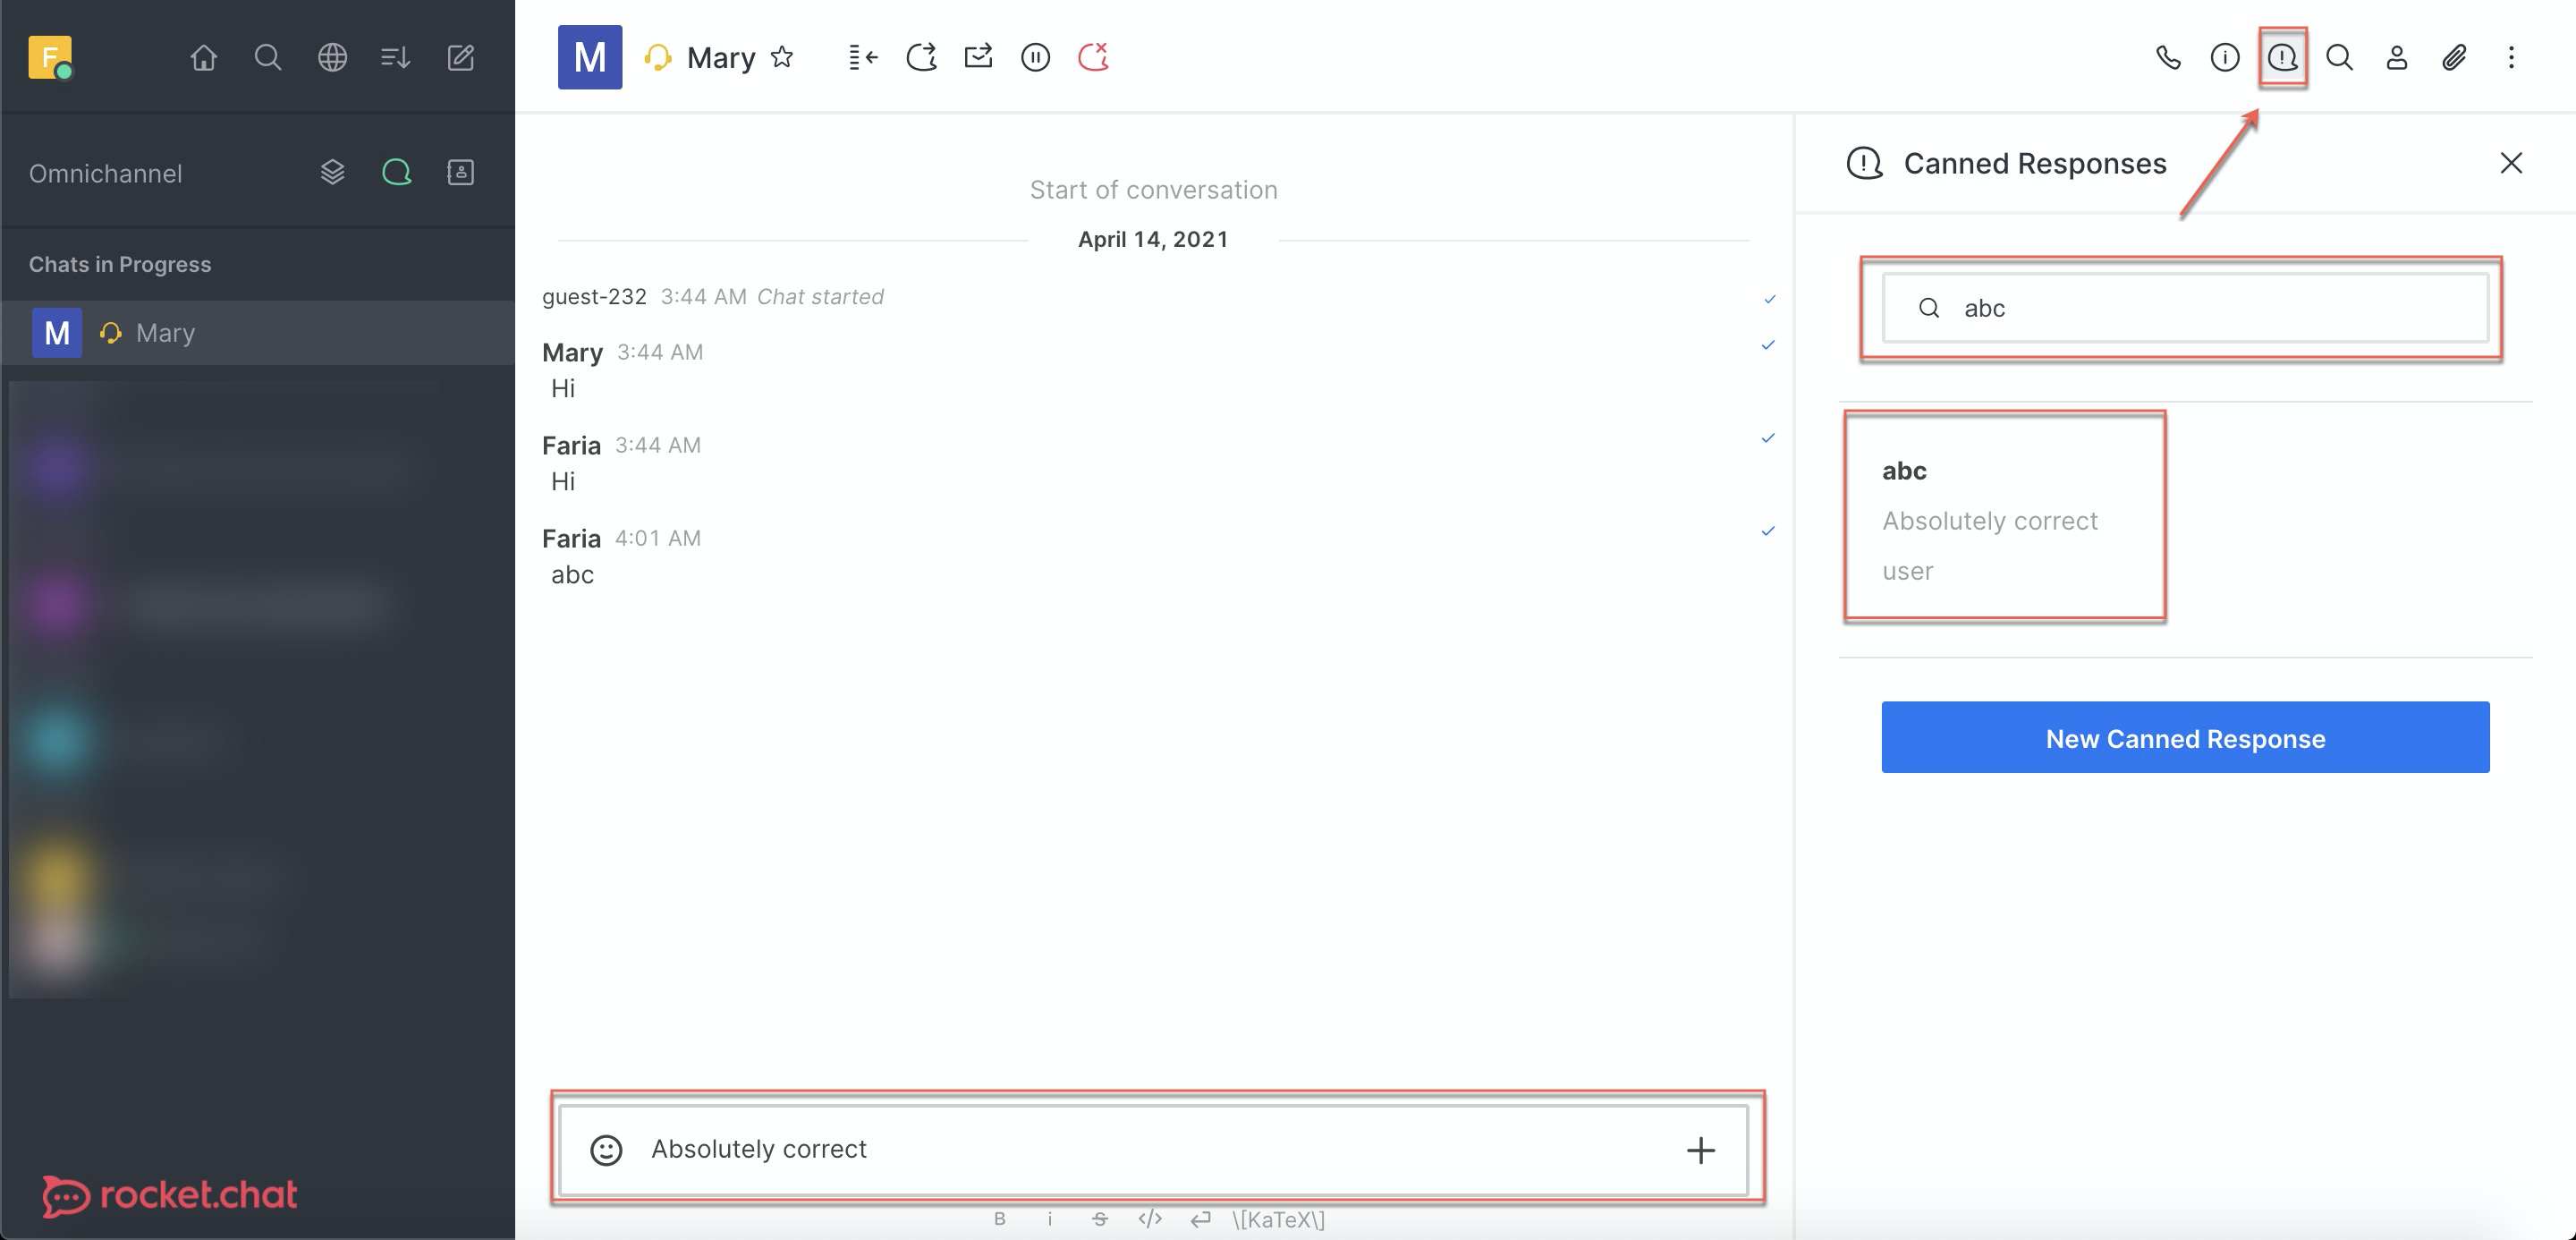 F
Omnichannel
Chats in Progress
M Mary
rocket.chat
M Mary
Start of conversation
April 14, 2021
guest-232 3:44 AM Chat started
Mary 3:44 AM
Hi
Faria 3:44 AM
Hi
Faria 4:01 AM
abc
Absolutely correct
B i S </> \[KaTeX\]
Canned Responses
abc
abc
Absolutely correct
user
New Canned Response